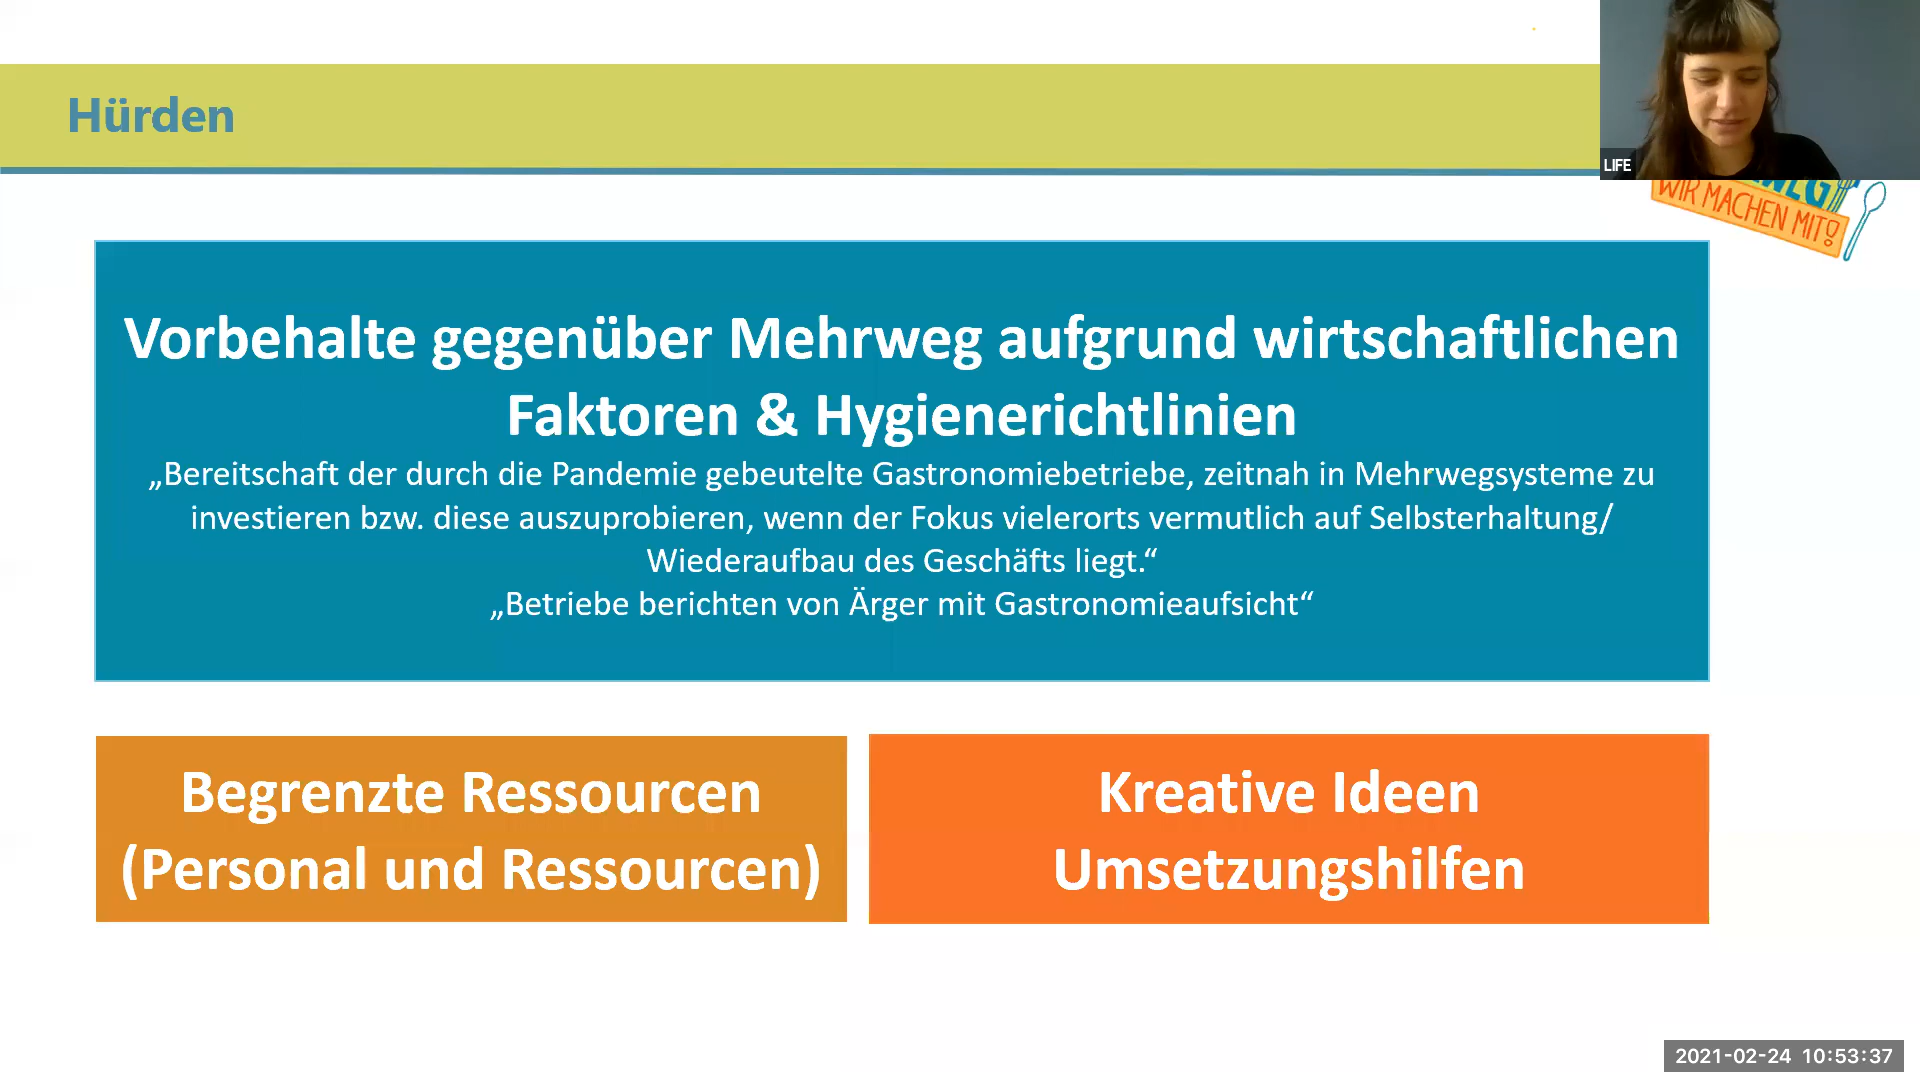 Hürden
LIFE
WIR MACHEN MIT!
Vorbehalte gegenüber Mehrweg aufgrund wirtschaftlichen
Faktoren & Hygienerichtlinien
„Bereitschaft der durch die Pandemie gebeutelte Gastronomiebetriebe, zeitnah in Mehrwegsysteme zu
investieren bzw. diese auszuprobieren, wenn der Fokus vielerorts vermutlich auf Selbsterhaltung/
Wiederaufbau des Geschäfts liegt.“
„Betriebe berichten von Ärger mit Gastronomieaufsicht“
Begrenzte Ressourcen
(Personal und Ressourcen)
Kreative Ideen
Umsetzungshilfen
2021-02-24 10:53:37